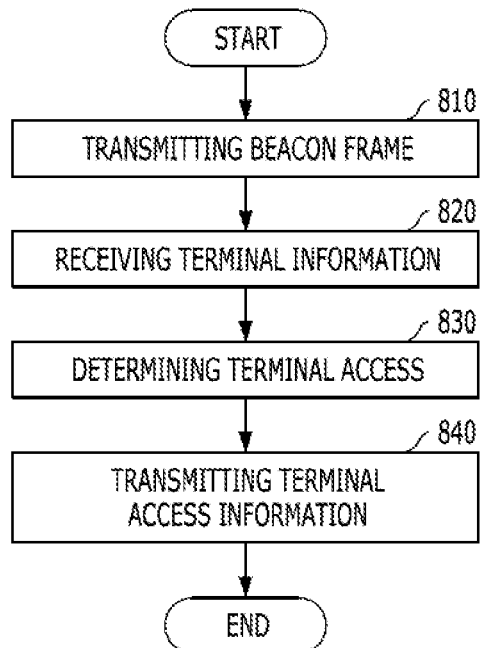 START
810
TRANSMITTING BEACON FRAME
820
RECEIVING TERMINAL INFORMATION
830
DETERMINING TERMINAL ACCESS
840
TRANSMITTING TERMINAL
ACCESS INFORMATION
END